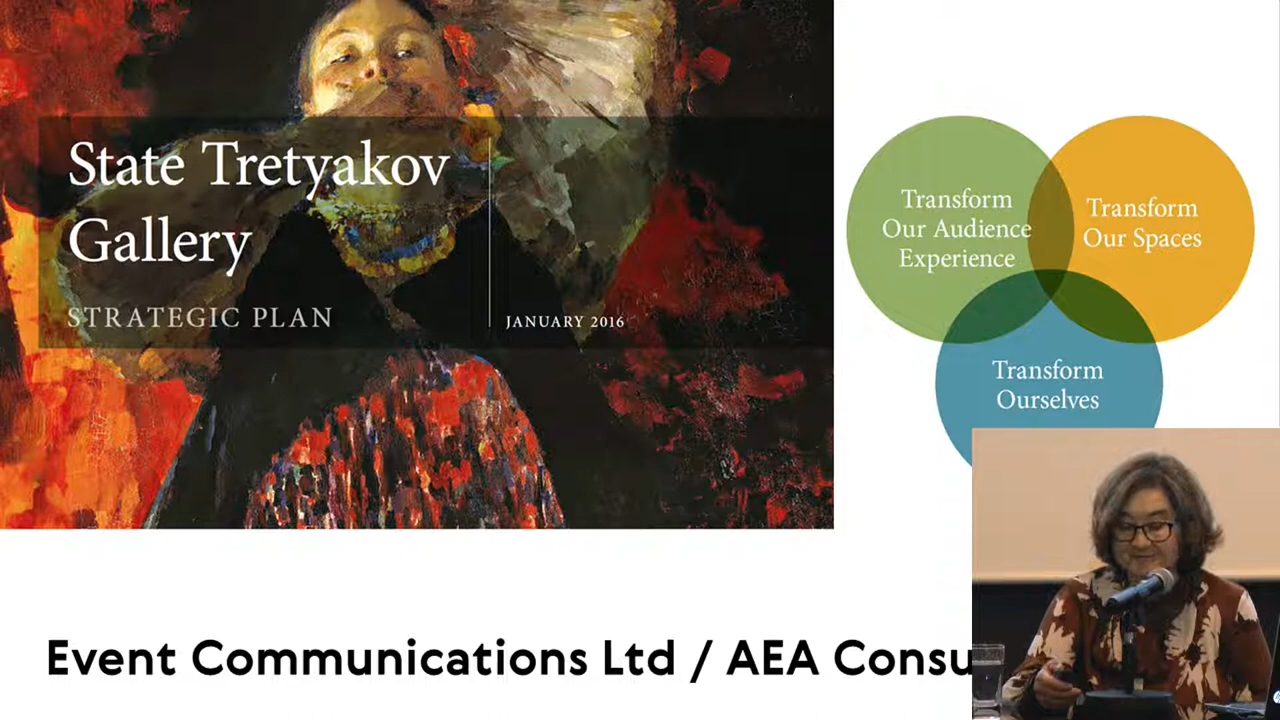 State Tretyakov
Gallery
STRATEGIC PLAN
JANUARY 2016
Transform
Our Audience
Experience
Transform
Our Spaces
Transform
Ourselves
Event Communications Ltd / AEA Consu